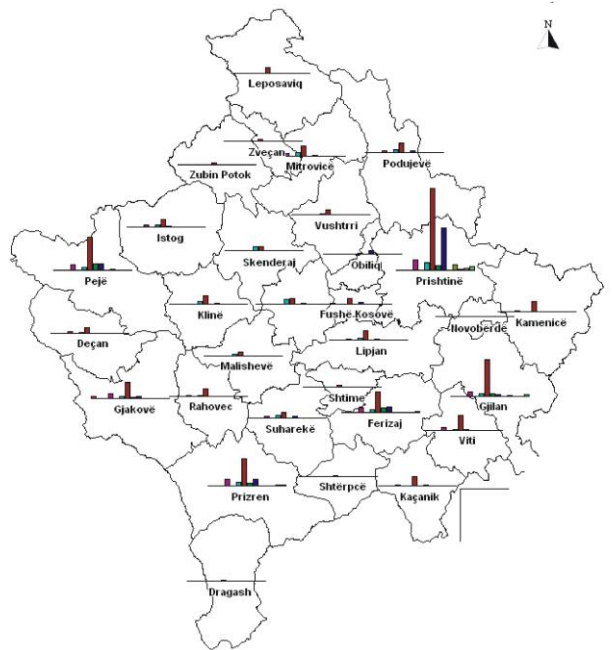 N
Leposaviq
Zveçan
Mitrovicë
Podujevë
Zubin Potok
Vushtrri
Istog
Skenderaj
Obiliq
Pejë
Prishtinë
Klinë
Fushë Kosovë
Kamenicë
Novoberdë
Deçan
Lipjan
Malishevë
Gjakovë
Rahovec
Shtime
Gjilan
Suharekë
Ferizaj
Viti
Prizren
Shtërpcë
Kaçanik
Dragash